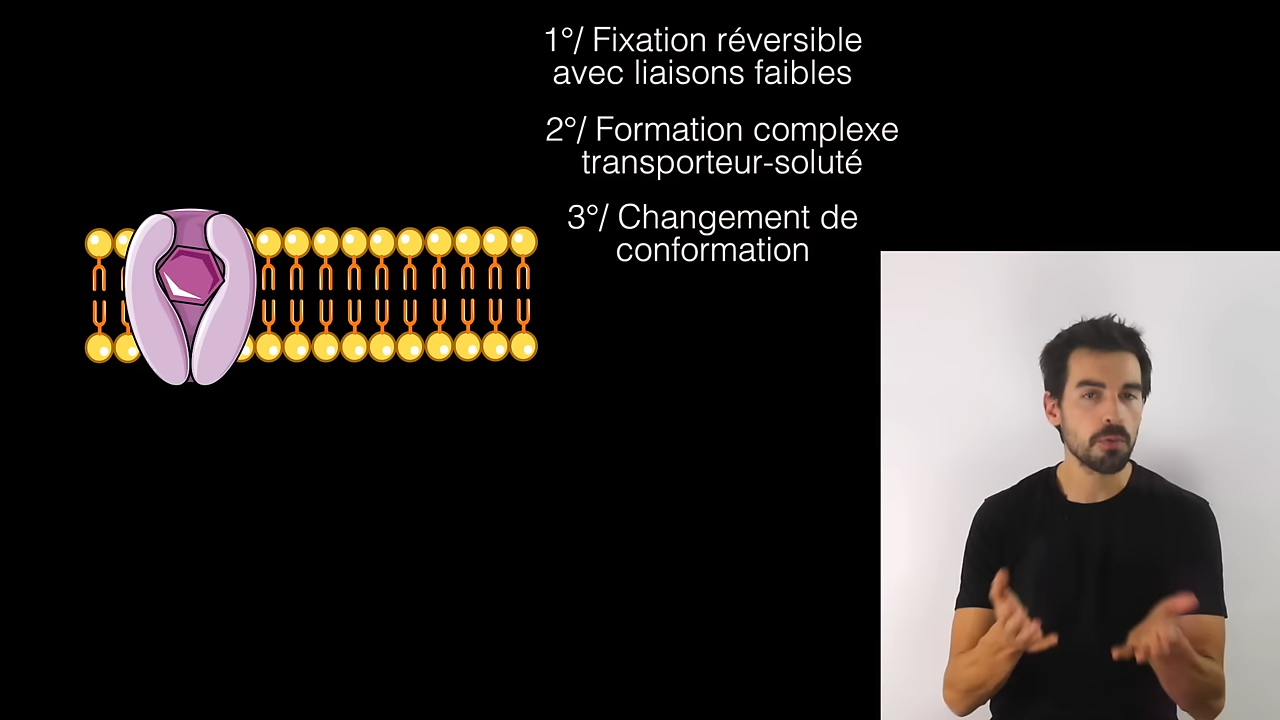 1°/ Fixation réversible
avec liaisons faibles
2°/ Formation complexe
transporteur-soluté
3°/ Changement de
conformation